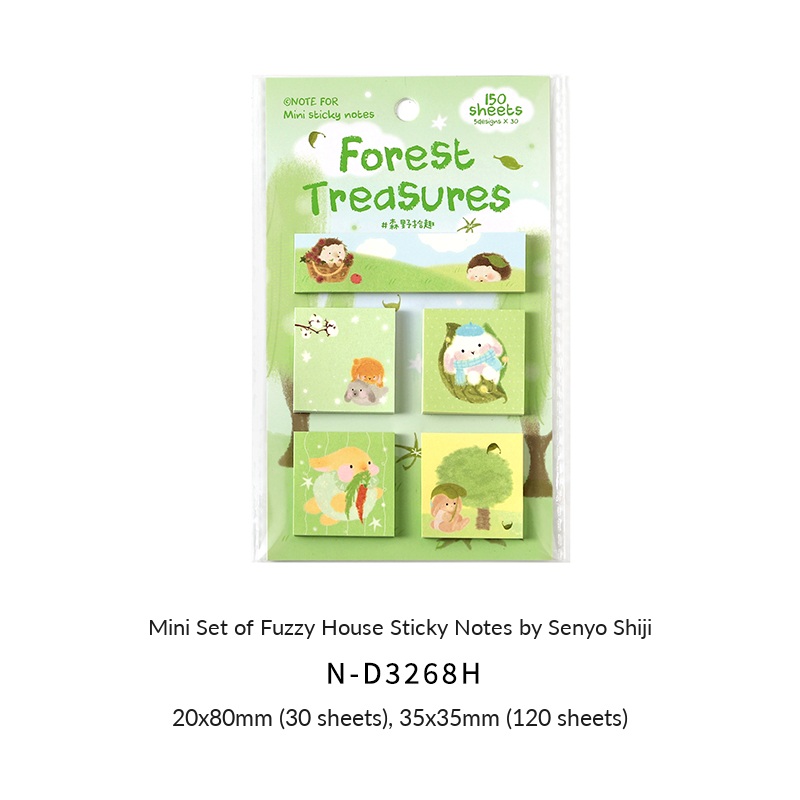 ©NOTE FOR
Mini sticky notes
150
sheets
5designs X 30
Forest
Treasures
#森野拾趣
Mini Set of Fuzzy House Sticky Notes by Senyo Shiji
N-D3268H
20x80mm (30 sheets), 35x35mm (120 sheets)